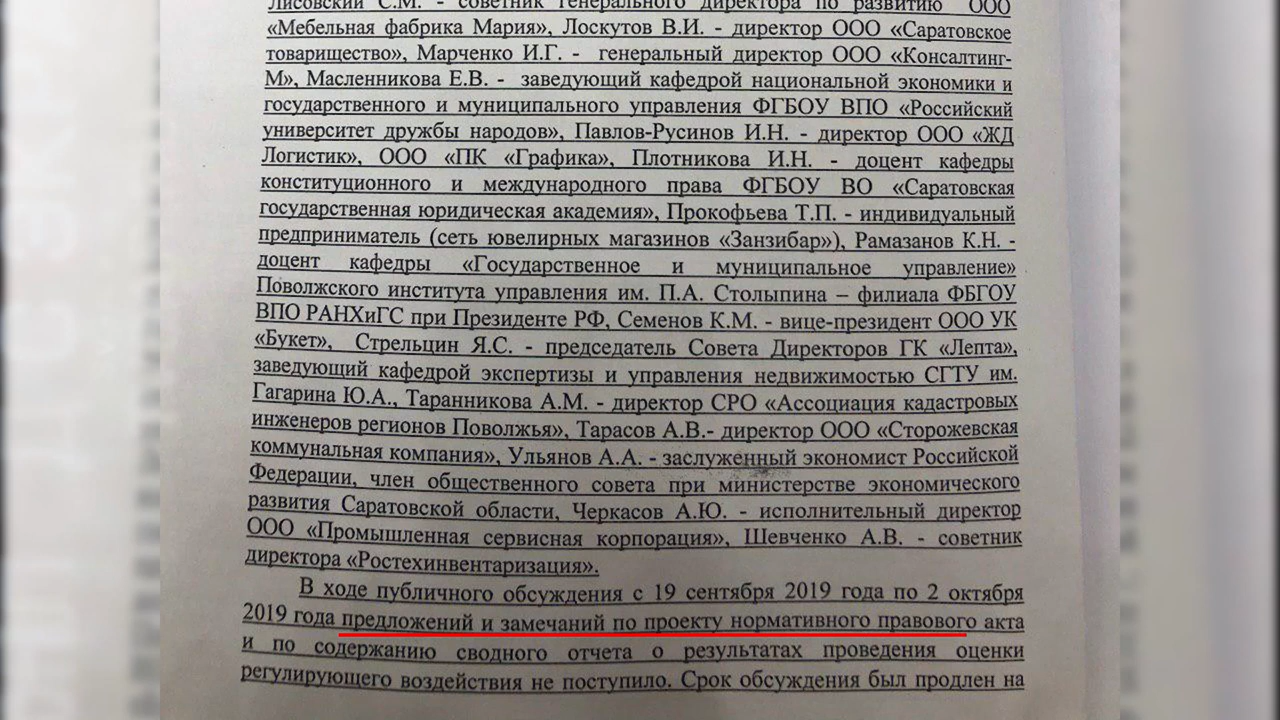 Лисовский С.М. - советник генерального директора по развитию ООО
«Мебельная фабрика Мария», Лоскутов В.И. - директор ООО «Саратовское
товарищество», Марченко И.Г. - генеральный директор ООО «Консалтинг-
М», Масленникова Е.В. - заведующий кафедрой национальной экономики и
государственного и муниципального управления ФГБОУ ВПО «Российский
университет дружбы народов», Павлов-Русинов И.Н. - директор ООО «ЖД
Логистик», ООО «ПК «Графика», Плотникова И.Н. - доцент кафедры
конституционного и международного права ФГБОУ ВО «Саратовская
государственная юридическая академия», Прокофьева Т.П. - индивидуальный
предприниматель (сеть ювелирных магазинов «Занзибар»), Рамазанов К.Н. -
доцент кафедры «Государственное и муниципальное управление»
Поволжского института управления им. П.А. Столыпина – филиала ФБГОУ
ВПО РАНХиГС при Президенте РФ, Семенов К.М. - вице-президент ООО УК
«Букет», Стрельцин Я.С. - председатель Совета Директоров ГК «Лепта»,
заведующий кафедрой экспертизы и управления недвижимостью СГТУ им.
Гагарина Ю.А., Таранникова А.М. - директор СРО «Ассоциация кадастровых
инженеров регионов Поволжья», Тарасов А.В.- директор ООО «Сторожевская
коммунальная компания», Ульянов А.А. - заслуженный экономист Российской
Федерации, член общественного совета при министерстве экономического
развития Саратовской области, Черкасов А.Ю. - исполнительный директор
ООО «Промышленная сервисная корпорация», Шевченко А.В. - советник
директора «Ростехинвентаризация».
В ходе публичного обсуждения с 19 сентября 2019 года по 2 октября
2019 года предложений и замечаний по проекту нормативного правового акта
и по содержанию сводного отчета о результатах проведения оценки
регулирующего воздействия не поступило. Срок обсуждения был продлен на